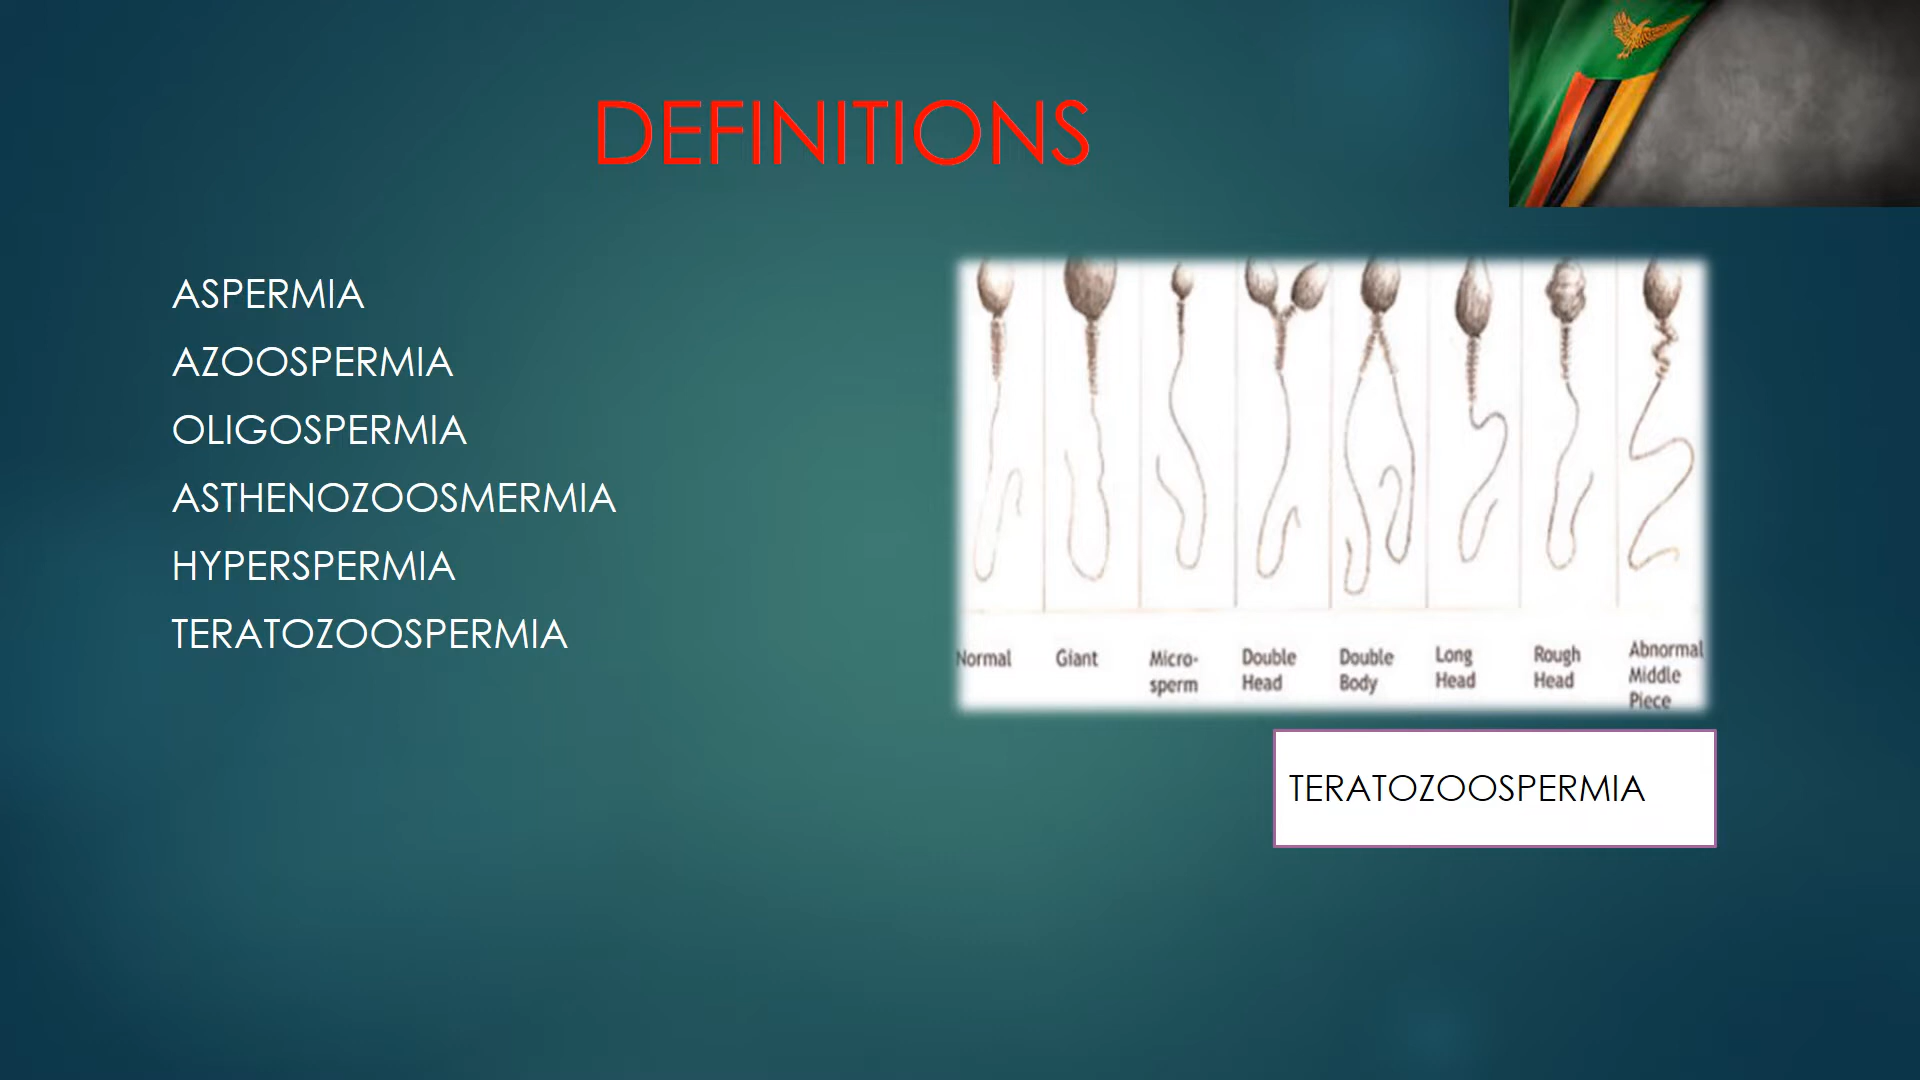 DEFINITIONS
ASPERMIA
AZOOSPERMIA
OLIGOSPERMIA
ASTHENOZOOSMERMIA
HYPERSPERMIA
TERATOZOOSPERMIA
Normal
Giant
Micro-
sperm
Double
Head
Double
Body
Long
Head
Rough
Head
Abnormal
Middle
Piece
TERATOZOOSPERMIA